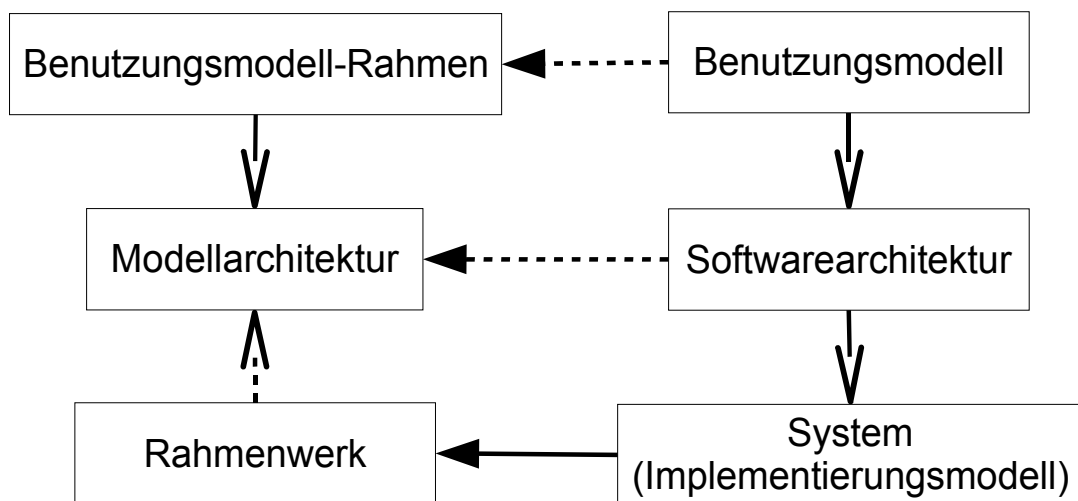 Benutzungsmodell-Rahmen
Benutzungsmodell
Modellarchitektur
Softwarearchitektur
Rahmenwerk
System
(Implementierungsmodell)